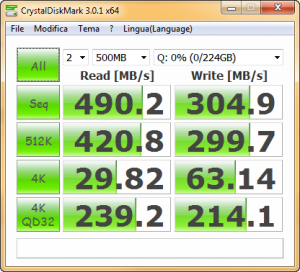 CrystalDiskMark 3.0.1 x64
File Modifica Tema ? Lingua(Language)
All 2 500MB Q: 0% (0/224GB)
Read [MB/s] Write [MB/s]
Seq 490.2 304.9
512K 420.8 299.7
4K 29.82 63.14
4K QD32 239.2 214.1